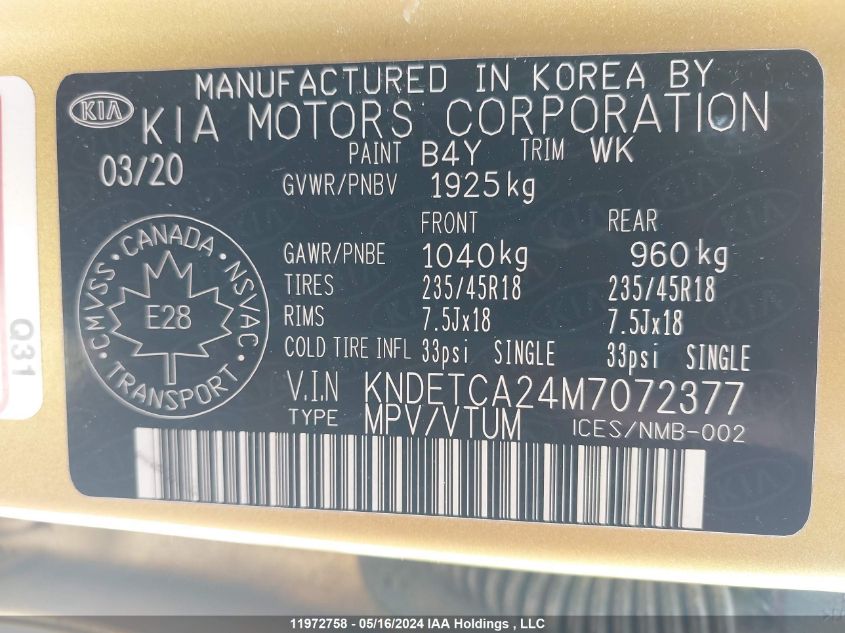 MANUFACTURED IN KOREA BY
KIA
KIA MOTORS CORPORATION
03/20
PAINT B4Y TRIM WK
GVWR/PNBV 1925kg
FRONT REAR
GAWR/PNBE 1040kg 960kg
TIRES 235/45R18 235/45R18
RIMS 7.5Jx18 7.5Jx18
COLD TIRE INFL 33psi SINGLE 33psi SINGLE
V.I.N KNDETCA24M7072377
TYPE MPV/VTUM ICES/NMB-002
CANADA
CMVSS · NSVAC
E28
TRANSPORT
Q31
11972758 - 05/16/2024 IAA Holdings , LLC